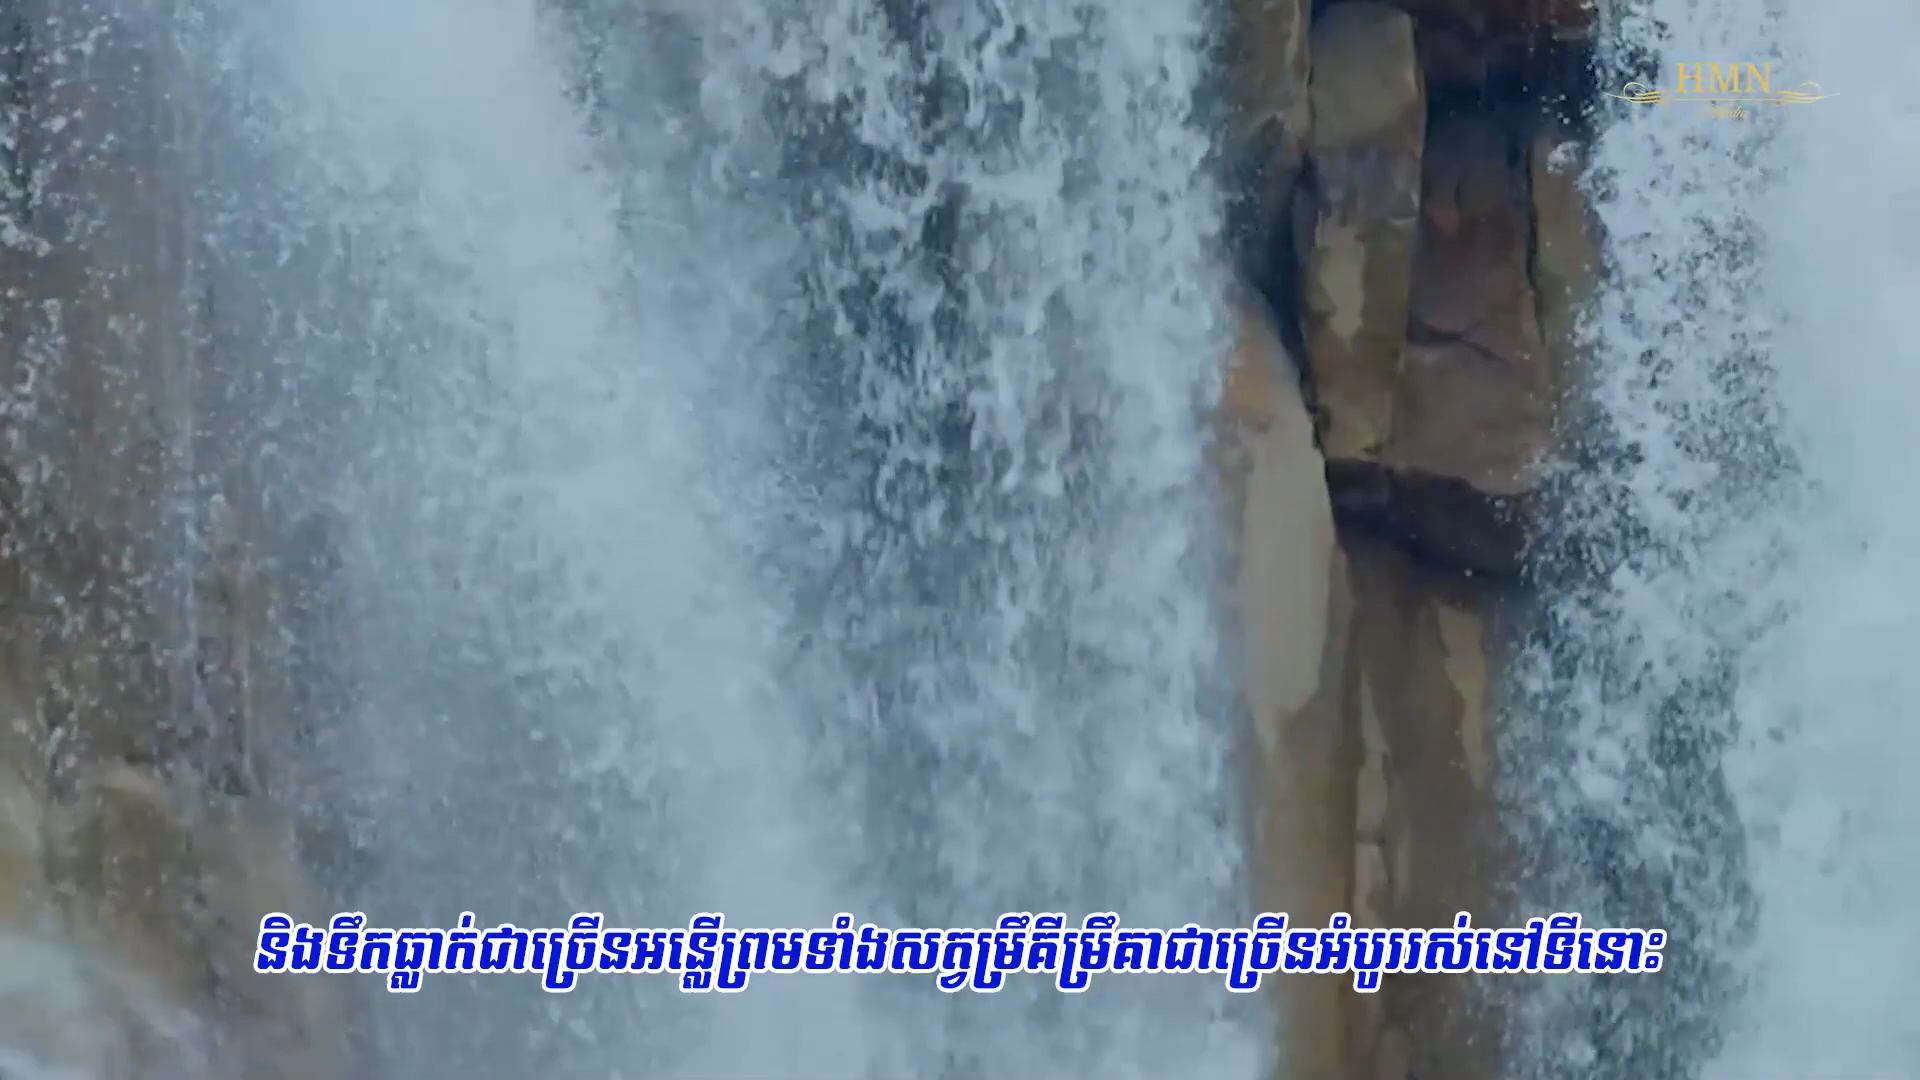 HMN
Media
និងទឹកធ្លាក់ជាច្រើនអន្លើព្រមទាំងសត្វម្រឹគីម្រឹគាជាច្រើនអំបូររស់នៅទីនោះ